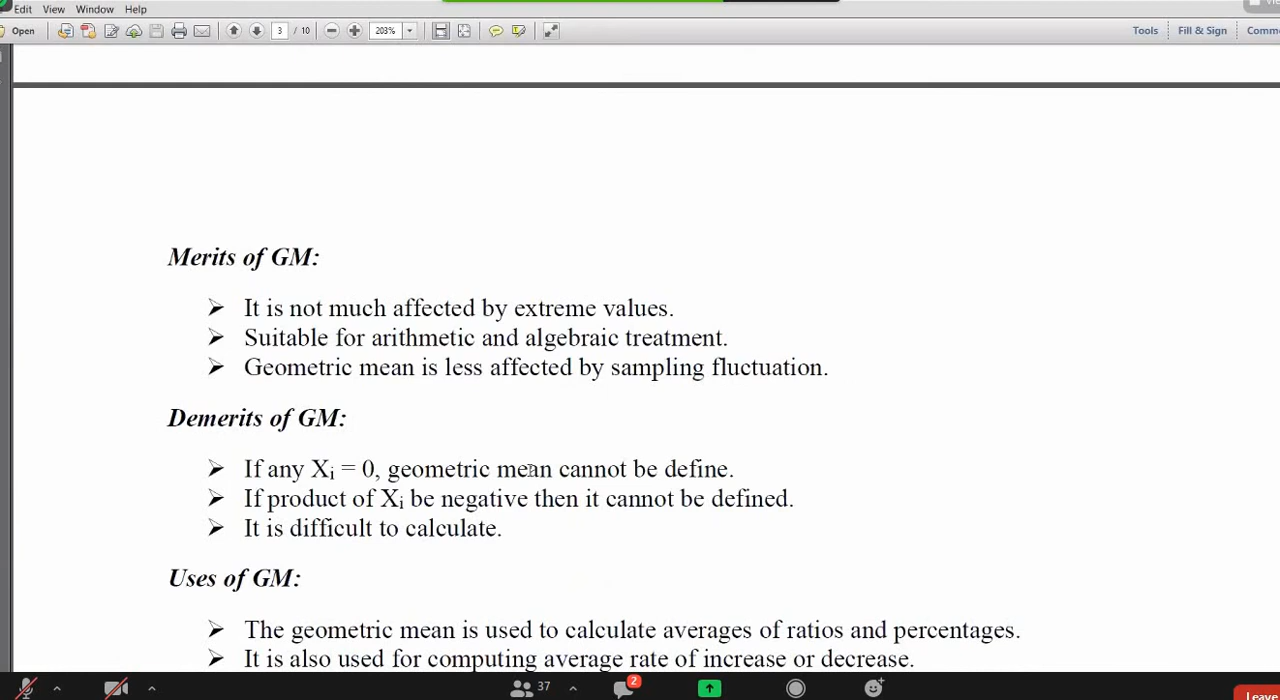 Edit View Window Help
Open 3 / 10 203% Tools Fill & Sign
Merits of GM:
➢ It is not much affected by extreme values.
➢ Suitable for arithmetic and algebraic treatment.
➢ Geometric mean is less affected by sampling fluctuation.
Demerits of GM:
➢ If any Xi = 0, geometric mean cannot be define.
➢ If product of Xi be negative then it cannot be defined.
➢ It is difficult to calculate.
Uses of GM:
➢ The geometric mean is used to calculate averages of ratios and percentages.
➢ It is also used for computing average rate of increase or decrease.
37 2 Leave